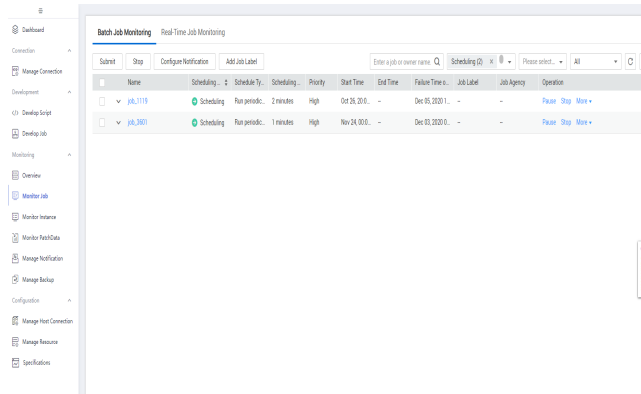 Dashboard
Connection
Manage Connection
Development
Develop Script
Develop Job
Monitoring
Overview
Monitor Job
Monitor Instance
Monitor PatchData
Manage Notification
Manage Backup
Configuration
Manage Host Connection
Manage Resource
Specifications
Batch Job Monitoring Real-Time Job Monitoring
Submit Stop Configure Notification Add Job Label Enter a job or owner name. Scheduling (2) × Please select... All
Name Scheduling... Schedule Ty... Scheduling... Priority Start Time End Time Failure Time o... Job Label Job Agency Operation
job_1119 Scheduling Run periodic... 2 minutes High Oct 26, 20:0... – Dec 05, 2020 1... – – Pause Stop More
job_3601 Scheduling Run periodic... 1 minutes High Nov 24, 00:0... – Dec 03, 2020 0... – – Pause Stop More